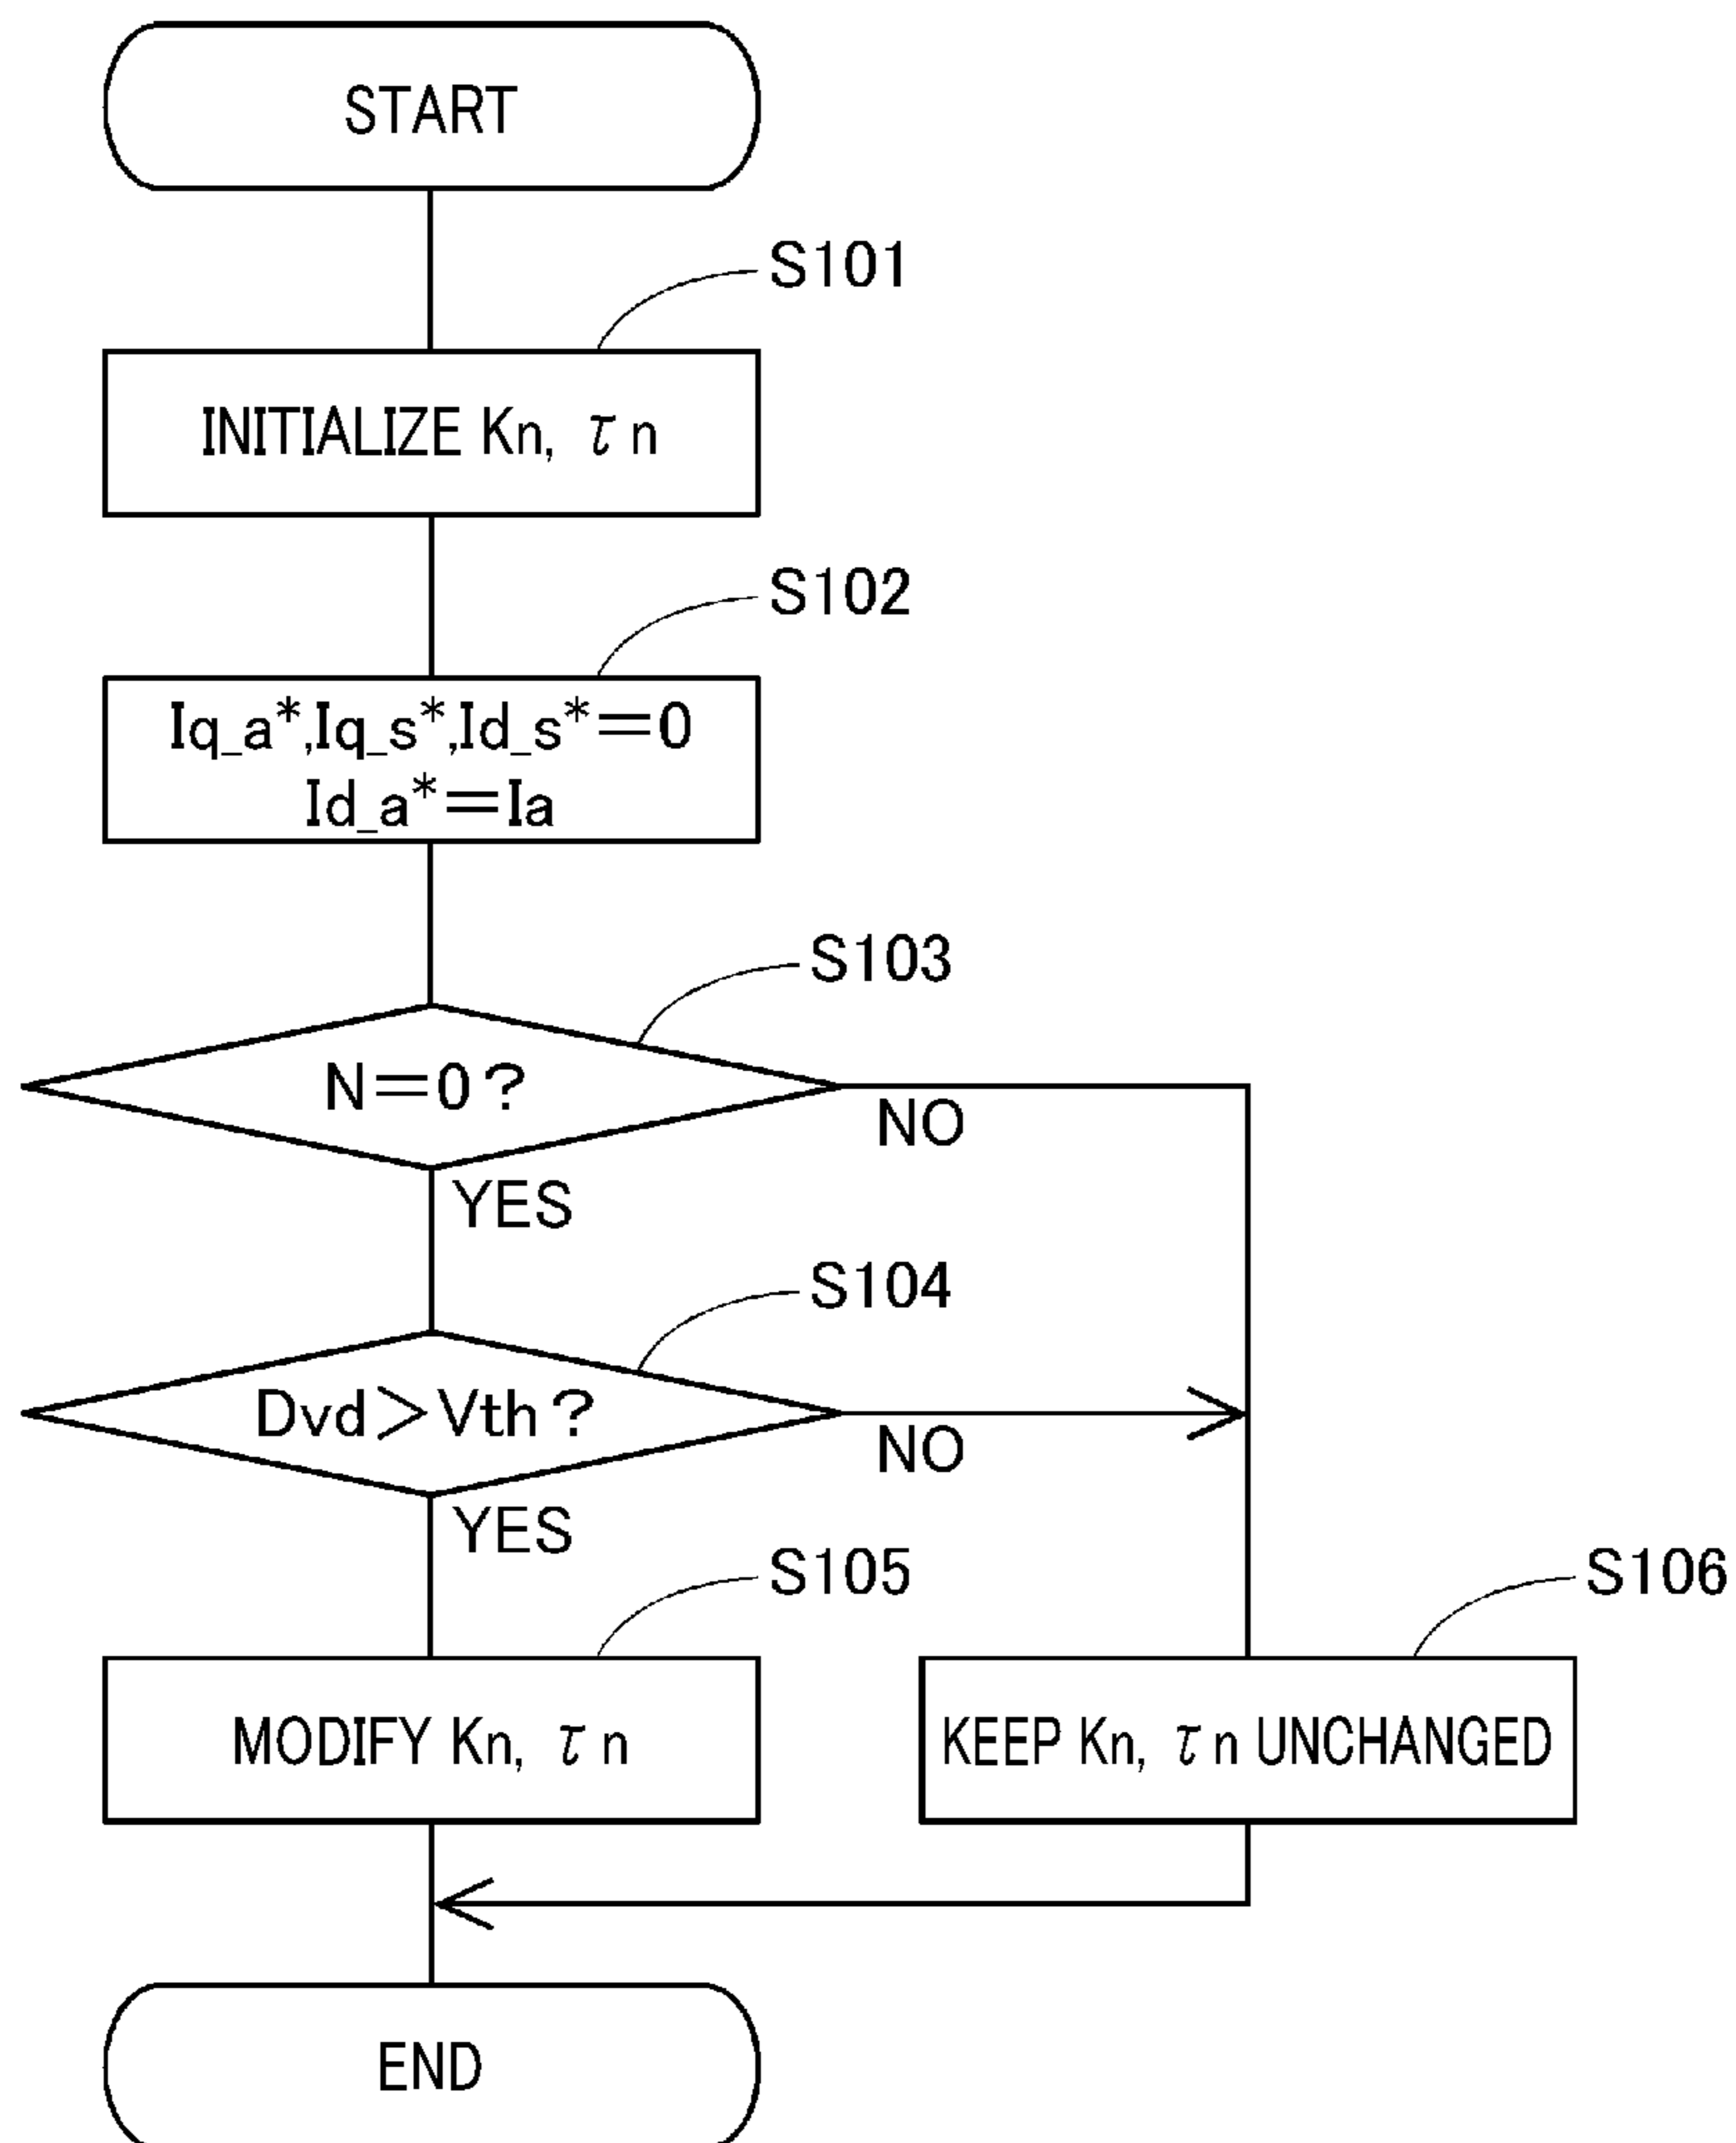 START
S101
INITIALIZE Kn, τn
S102
Iq_a*,Iq_s*,Id_s*=0
Id_a*=Ia
S103
N=0?
NO
YES
S104
Dvd>Vth?
NO
YES
S105
S106
MODIFY Kn, τn
KEEP Kn, τn UNCHANGED
END